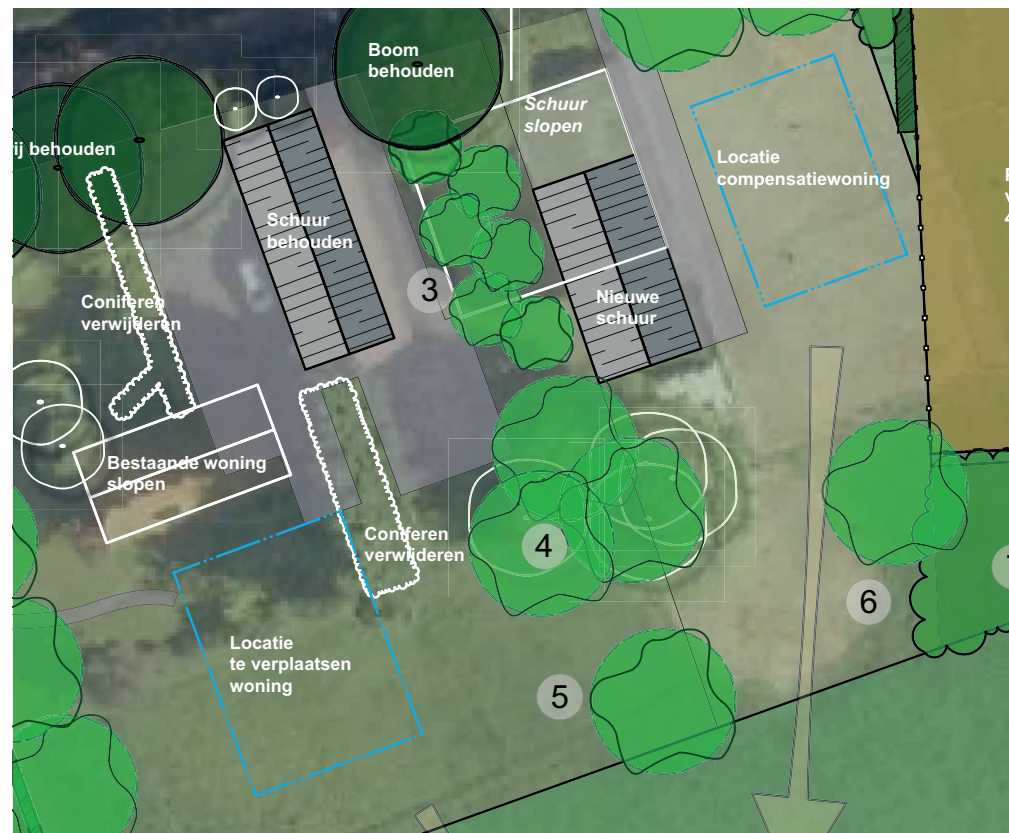 Boom
behouden
Schuur
slopen
rij behouden
Locatie
compensatiewoning
Schuur
behouden
3
Coniferen
verwijderen
Nieuwe
schuur
Bestaande woning
slopen
Coniferen
verwijderen
4
6
Locatie
te verplaatsen
woning
5